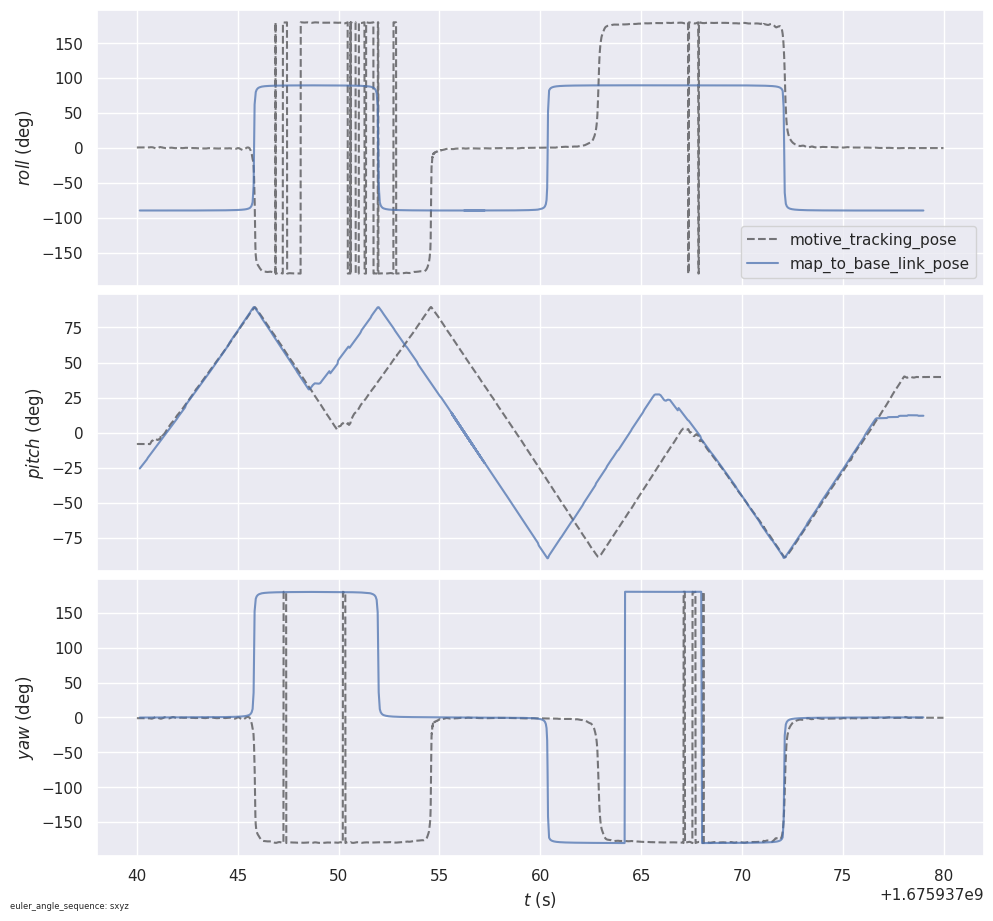 150
100
50
0
−50
−100
−150
roll (deg)
motive_tracking_pose
map_to_base_link_pose
75
50
25
0
−25
−50
−75
pitch (deg)
150
100
50
0
−50
−100
−150
yaw (deg)
40 45 50 55 60 65 70 75 80
+1.675937e9
t (s)
euler_angle_sequence: sxyz